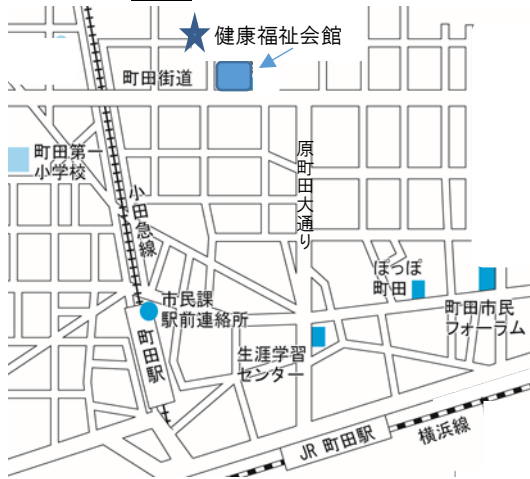 健康福祉会館
町田街道
町田第一
小学校
原町田大通り
小田急線
ぽっぽ
町田
市民課
駅前連絡所
町田市民
フォーラム
町田駅
生涯学習
センター
JR 町田駅
横浜線